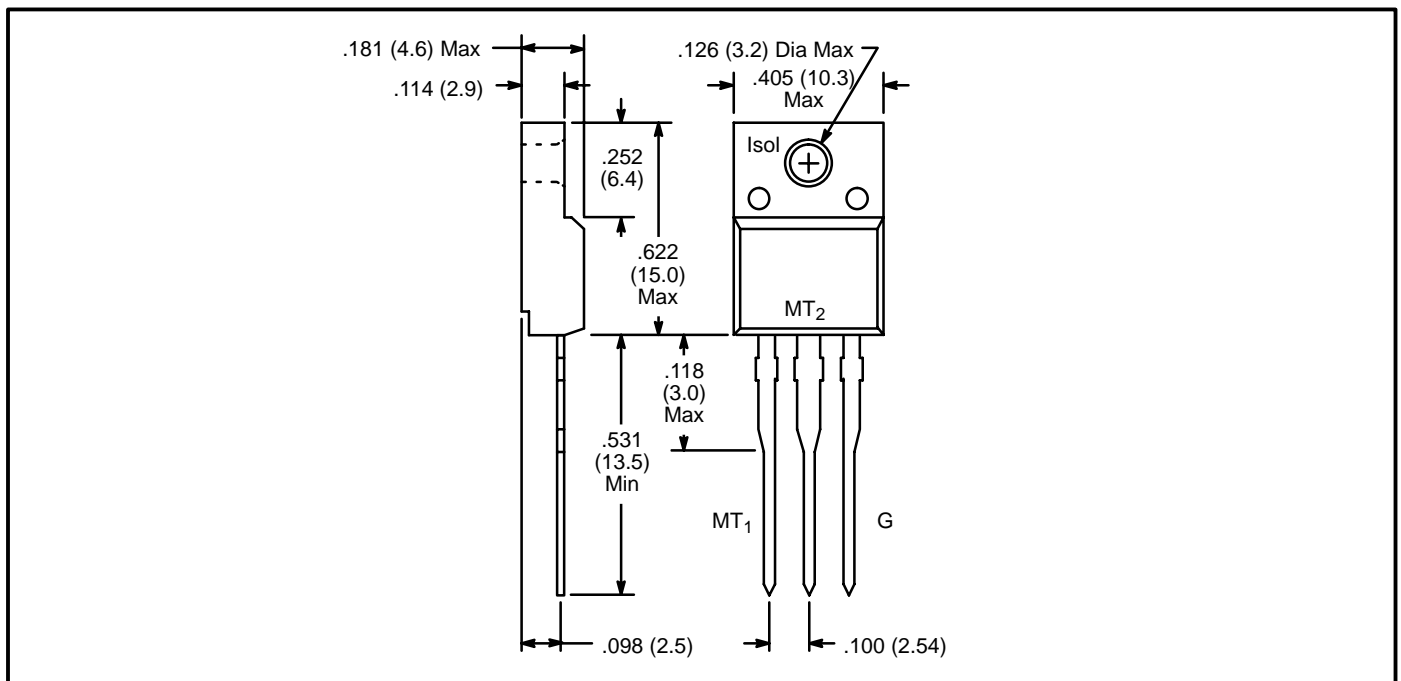 .181 (4.6) Max
.126 (3.2) Dia Max
.114 (2.9)
.405 (10.3)
Max
Isol
.252
(6.4)
.622
(15.0)
Max
MT2
.118
(3.0)
Max
.531
(13.5)
Min
MT1
G
.098 (2.5)
.100 (2.54)